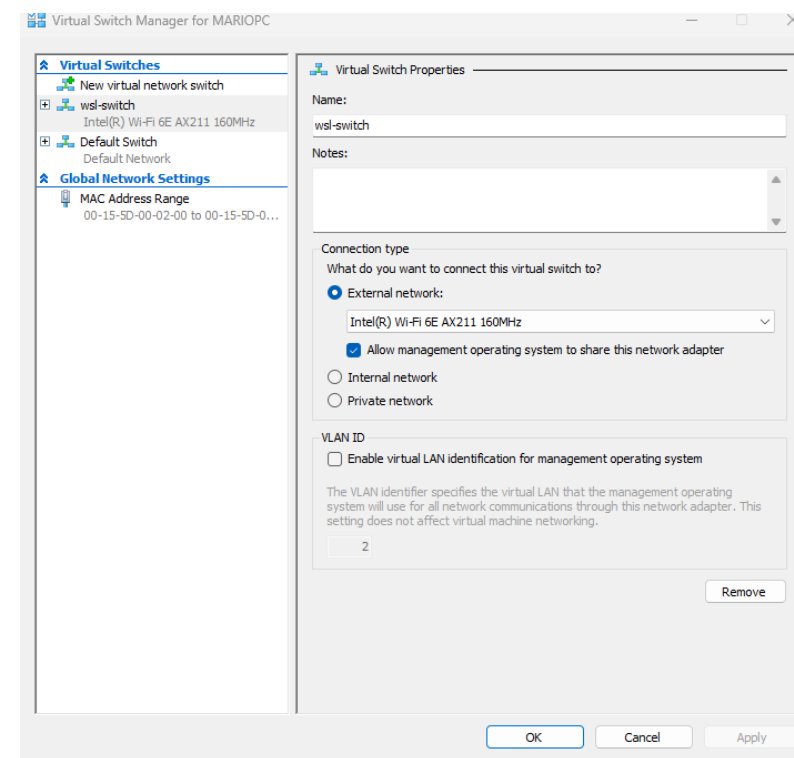 Virtual Switch Manager for MARIOPC
Virtual Switches
New virtual network switch
wsl-switch
Intel(R) Wi-Fi 6E AX211 160MHz
Default Switch
Default Network
Global Network Settings
MAC Address Range
00-15-5D-00-02-00 to 00-15-5D-0...
Virtual Switch Properties
Name:
wsl-switch
Notes:
Connection type
What do you want to connect this virtual switch to?
External network:
Intel(R) Wi-Fi 6E AX211 160MHz
Allow management operating system to share this network adapter
Internal network
Private network
VLAN ID
Enable virtual LAN identification for management operating system
The VLAN identifier specifies the virtual LAN that the management operating
system will use for all network communications through this network adapter. This
setting does not affect virtual machine networking.
2
Remove
OK
Cancel
Apply